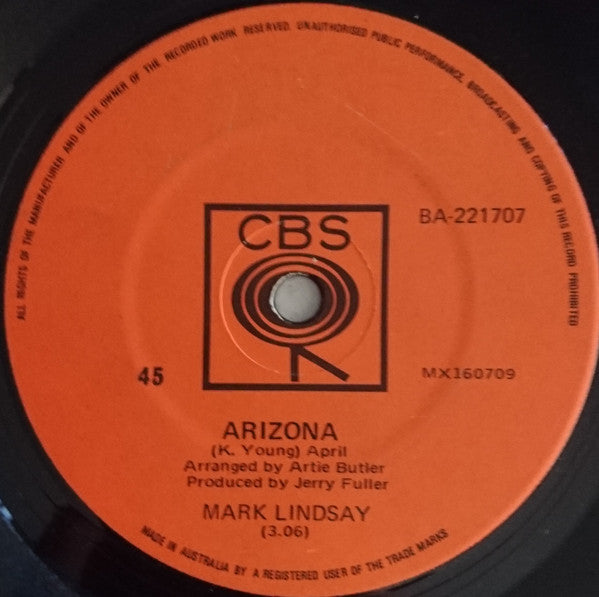 ALL RIGHTS OF THE MANUFACTURER AND OF THE OWNER OF THE RECORDED WORK RESERVED. UNAUTHORISED PUBLIC PERFORMANCE, BROADCASTING AND COPYING OF THIS RECORD PROHIBITED
CBS
BA-221707
45
MX160709
ARIZONA
(K. Young) April
Arranged by Artie Butler
Produced by Jerry Fuller
MARK LINDSAY
(3.06)
MADE IN AUSTRALIA BY A REGISTERED USER OF THE TRADE MARKS